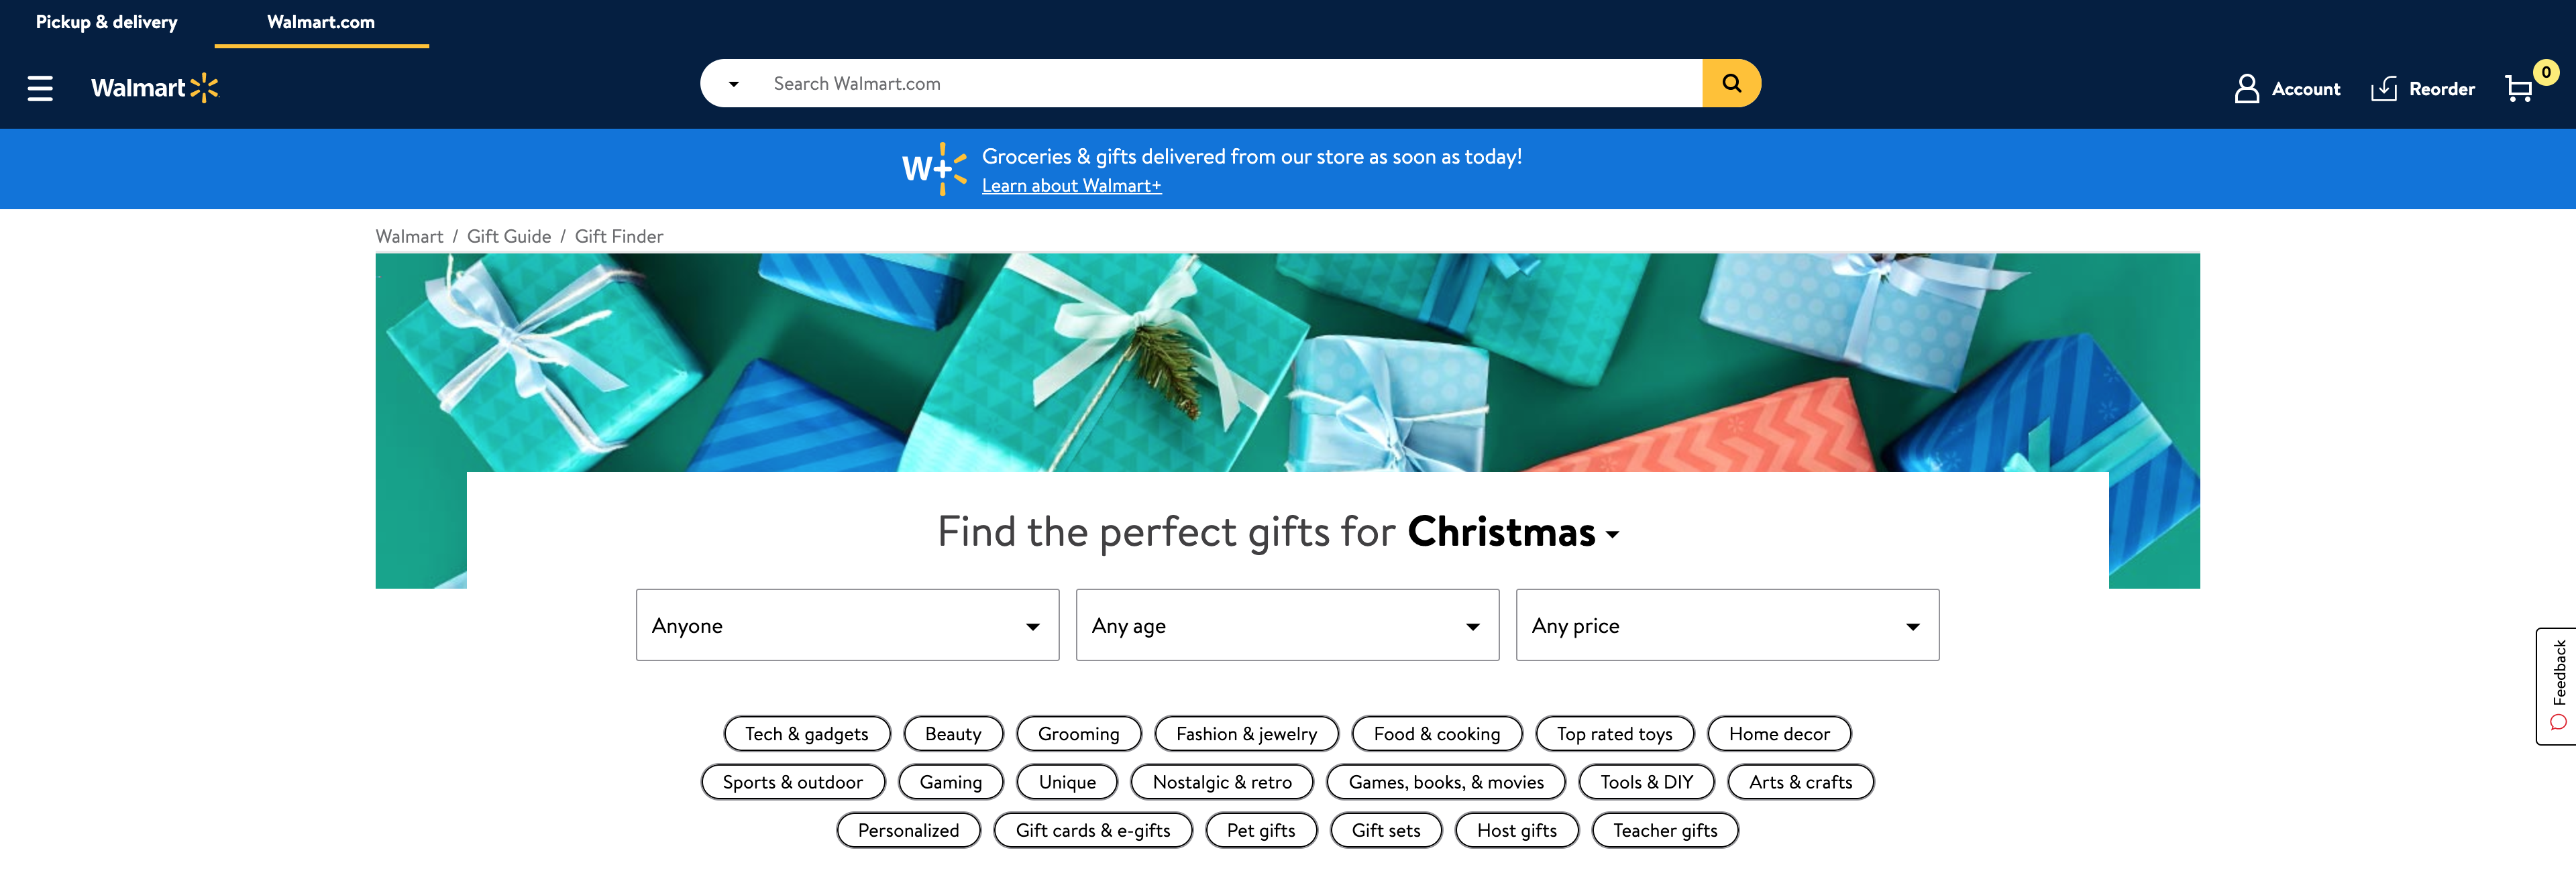 Pickup & delivery
Walmart.com
Walmart
Search Walmart.com
Account
Reorder
0
W+
Groceries & gifts delivered from our store as soon as today!
Learn about Walmart+
Walmart / Gift Guide / Gift Finder
Find the perfect gifts for Christmas
Anyone
Any age
Any price
Feedback
Tech & gadgets
Beauty
Grooming
Fashion & jewelry
Food & cooking
Top rated toys
Home decor
Sports & outdoor
Gaming
Unique
Nostalgic & retro
Games, books, & movies
Tools & DIY
Arts & crafts
Personalized
Gift cards & e-gifts
Pet gifts
Gift sets
Host gifts
Teacher gifts